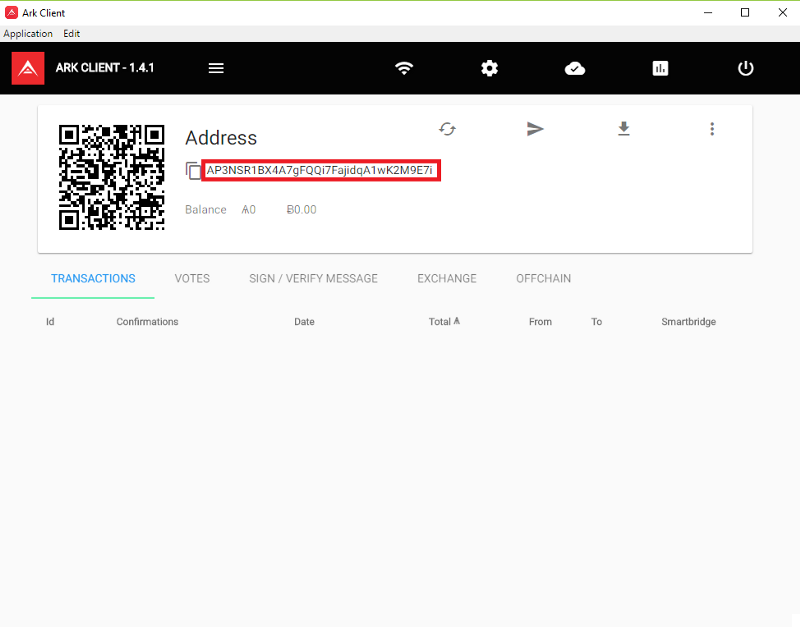 Ark Client
Application Edit
ARK CLIENT - 1.4.1
Address
AP3NSR1BX4A7gFQQi7FajidqA1wK2M9E7i
Balance Ѧ0 Ƀ0.00
TRANSACTIONS VOTES SIGN / VERIFY MESSAGE EXCHANGE OFFCHAIN
Id Confirmations Date Total Ѧ From To Smartbridge